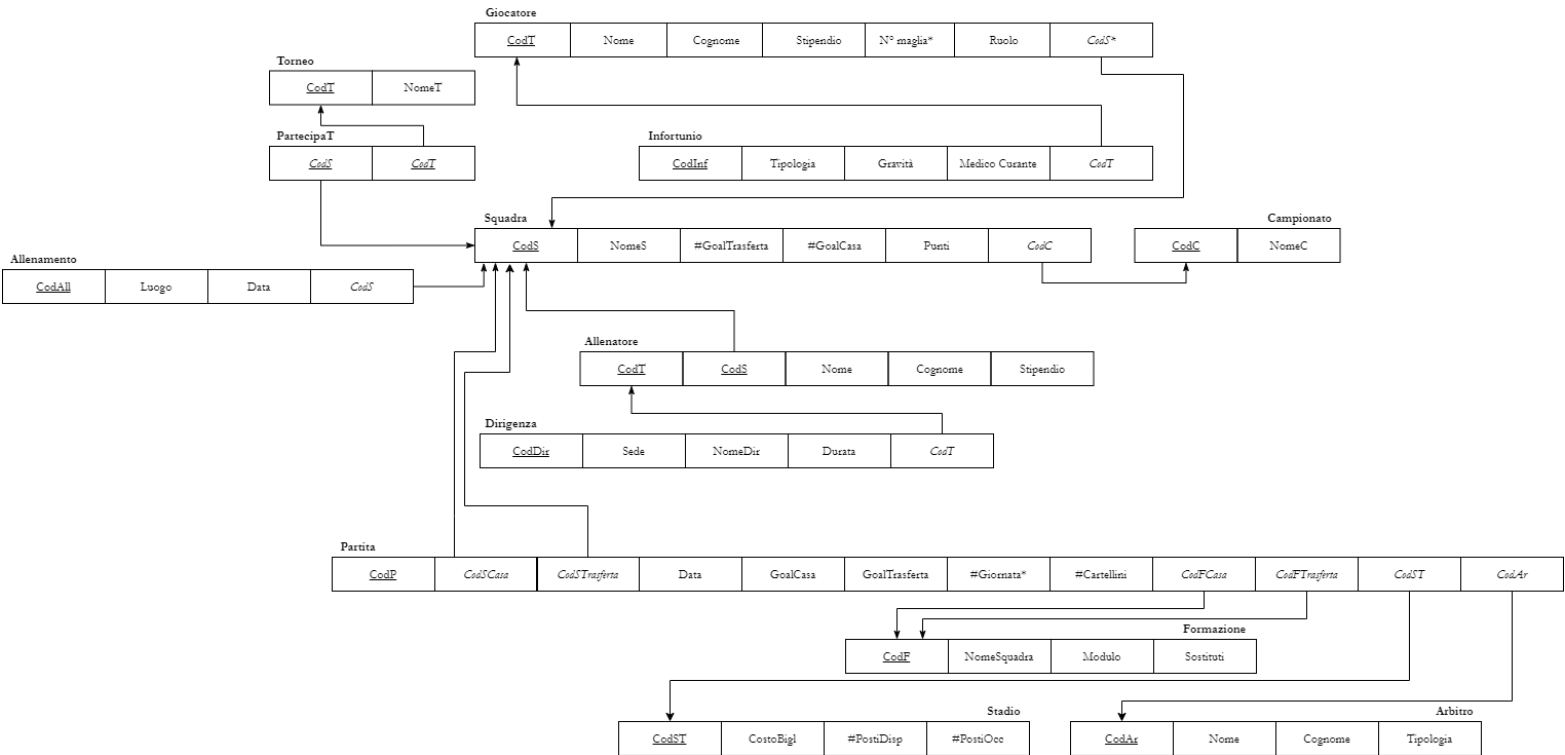 Giocatore
CodT Nome Cognome Stipendio N° maglia* Ruolo CodS*
Torneo
CodT NomeT
PartecipaT
CodS CodT
Infortunio
CodInf Tipologia Gravità Medico Curante CodT
Squadra
CodS NomeS #GoalTrasferta #GoalCasa Punti CodC
Campionato
CodC NomeC
Allenamento
CodAll Luogo Data CodS
Allenatore
CodT CodS Nome Cognome Stipendio
Dirigenza
CodDir Sede NomeDir Durata CodT
Partita
CodP CodSCasa CodSTrasferta Data GoalCasa GoalTrasferta #Giornata* #Cartellini CodFCasa CodFTrasferta CodST CodAr
Formazione
CodF NomeSquadra Modulo Sostituti
Stadio
CodST CostoBigl #PostiDisp #PostiOcc
Arbitro
CodAr Nome Cognome Tipologia